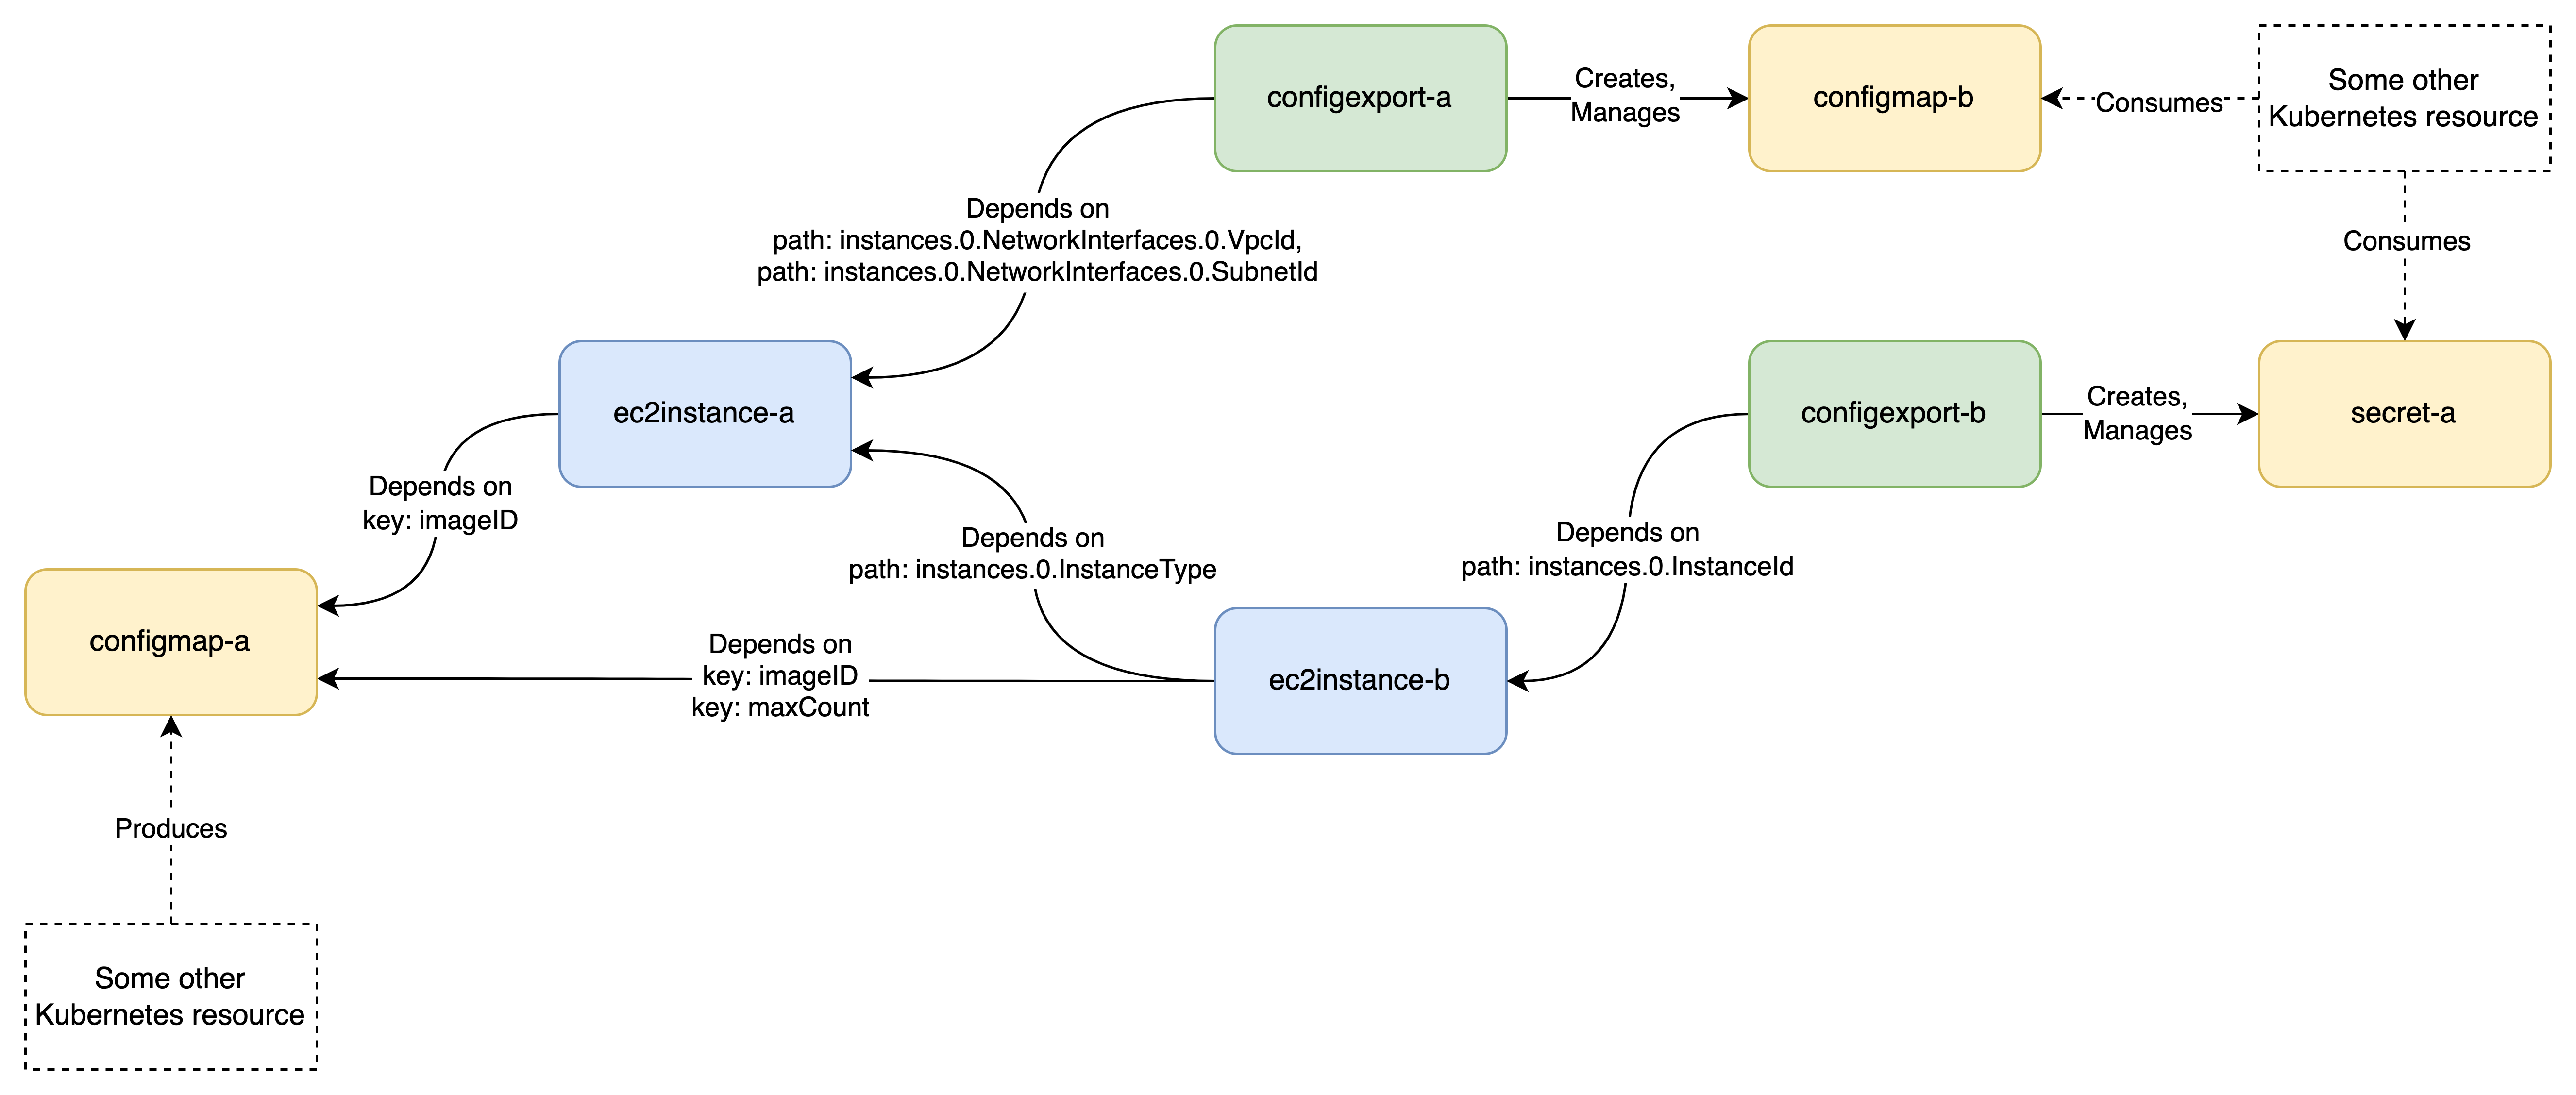 configexport-a
Creates,
Manages
configmap-b
Consumes
Some other
Kubernetes resource
Depends on
path: instances.0.NetworkInterfaces.0.VpcId,
path: instances.0.NetworkInterfaces.0.SubnetId
Consumes
ec2instance-a
configexport-b
Creates,
Manages
secret-a
Depends on
key: imageID
Depends on
path: instances.0.InstanceType
Depends on
path: instances.0.InstanceId
configmap-a
Depends on
key: imageID
key: maxCount
ec2instance-b
Produces
Some other
Kubernetes resource